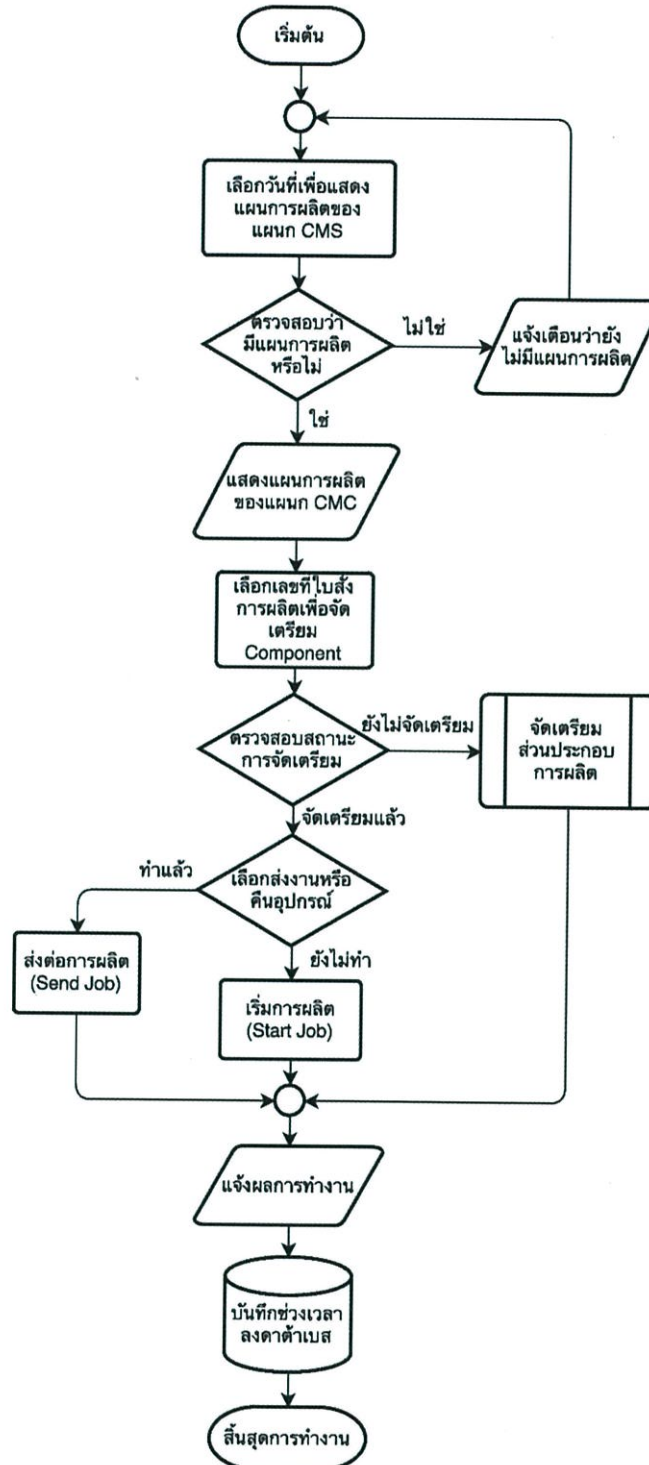 เริ่มต้น
เลือกวันที่เพื่อแสดง
แผนการผลิตของ
แผนก CMS
ตรวจสอบว่า
มีแผนการผลิต
หรือไม่
ไม่ใช่
แจ้งเตือนว่ายัง
ไม่มีแผนการผลิต
ใช่
แสดงแผนการผลิต
ของแผนก CMC
เลือกเลขที่ใบสั่ง
การผลิตเพื่อจัด
เตรียม
Component
ตรวจสอบสถานะ
การจัดเตรียม
ยังไม่จัดเตรียม
จัดเตรียม
ส่วนประกอบ
การผลิต
จัดเตรียมแล้ว
เลือกส่งงานหรือ
คืนอุปกรณ์
ทำแล้ว
ส่งต่อการผลิต
(Send Job)
ยังไม่ทำ
เริ่มการผลิต
(Start Job)
แจ้งผลการทำงาน
บันทึกช่วงเวลา
ลงดาต้าเบส
สิ้นสุดการทำงาน